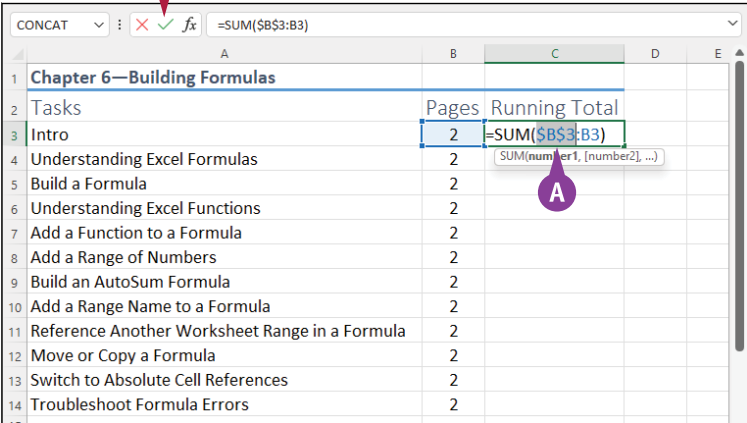 CONCAT fx =SUM($B$3:B3)
A B C D E
1 Chapter 6—Building Formulas
2 Tasks Pages Running Total
3 Intro 2 =SUM($B$3:B3)
4 Understanding Excel Formulas 2 SUM(number1, [number2], ...)
5 Build a Formula 2
A
6 Understanding Excel Functions 2
7 Add a Function to a Formula 2
8 Add a Range of Numbers 2
9 Build an AutoSum Formula 2
10 Add a Range Name to a Formula 2
11 Reference Another Worksheet Range in a Formula 2
12 Move or Copy a Formula 2
13 Switch to Absolute Cell References 2
14 Troubleshoot Formula Errors 2